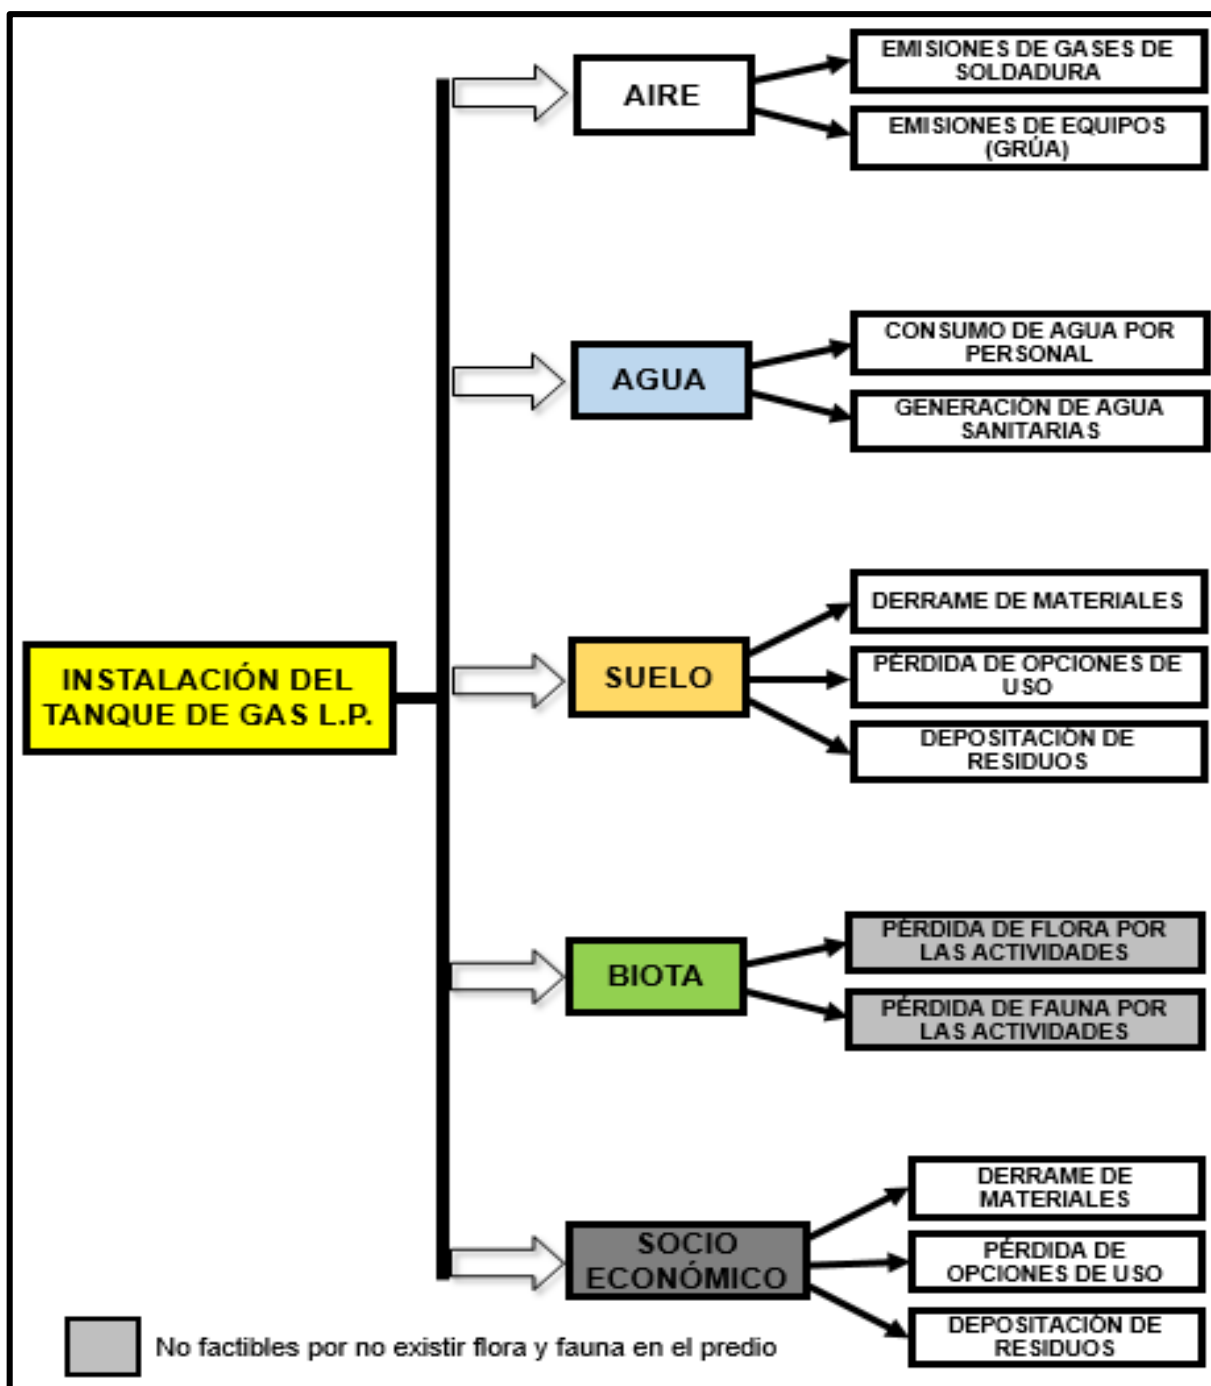 EMISIONES DE GASES DE
SOLDADURA
AIRE
EMISIONES DE EQUIPOS
(GRÚA)
CONSUMO DE AGUA POR
PERSONAL
AGUA
GENERACIÓN DE AGUA
SANITARIAS
DERRAME DE MATERIALES
INSTALACIÓN DEL
TANQUE DE GAS L.P.
SUELO
PÉRDIDA DE OPCIONES DE
USO
DEPOSITACIÓN DE
RESIDUOS
PÉRDIDA DE FLORA POR
LAS ACTIVIDADES
BIOTA
PÉRDIDA DE FAUNA POR
LAS ACTIVIDADES
DERRAME DE
MATERIALES
SOCIO
ECONÓMICO
PÉRDIDA DE
OPCIONES DE USO
DEPOSITACIÓN DE
RESIDUOS
No factibles por no existir flora y fauna en el predio